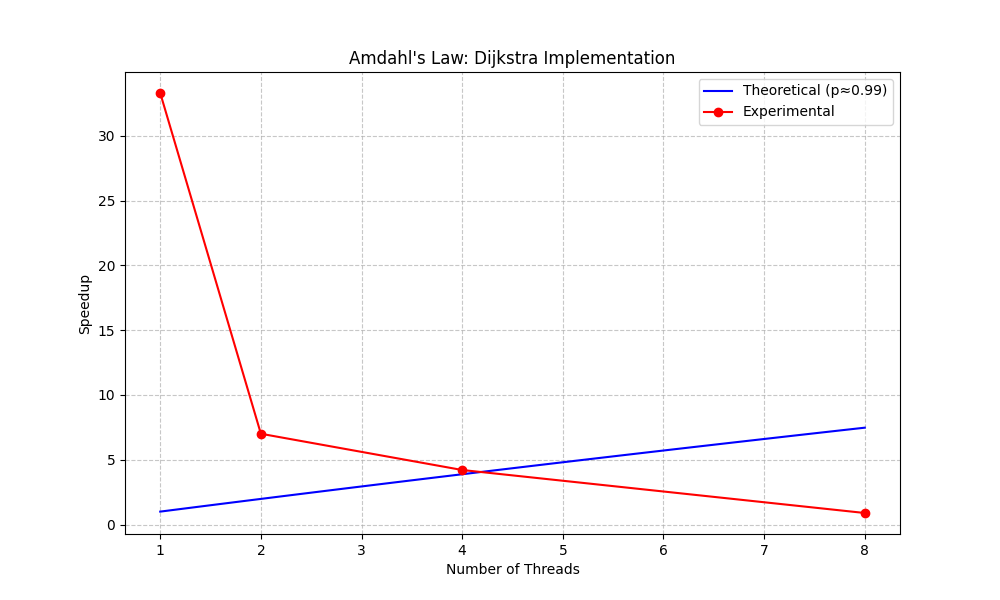 Amdahl's Law: Dijkstra Implementation
Theoretical (p≈0.99)
Experimental
Speedup
30
25
20
15
10
5
0
1 2 3 4 5 6 7 8
Number of Threads